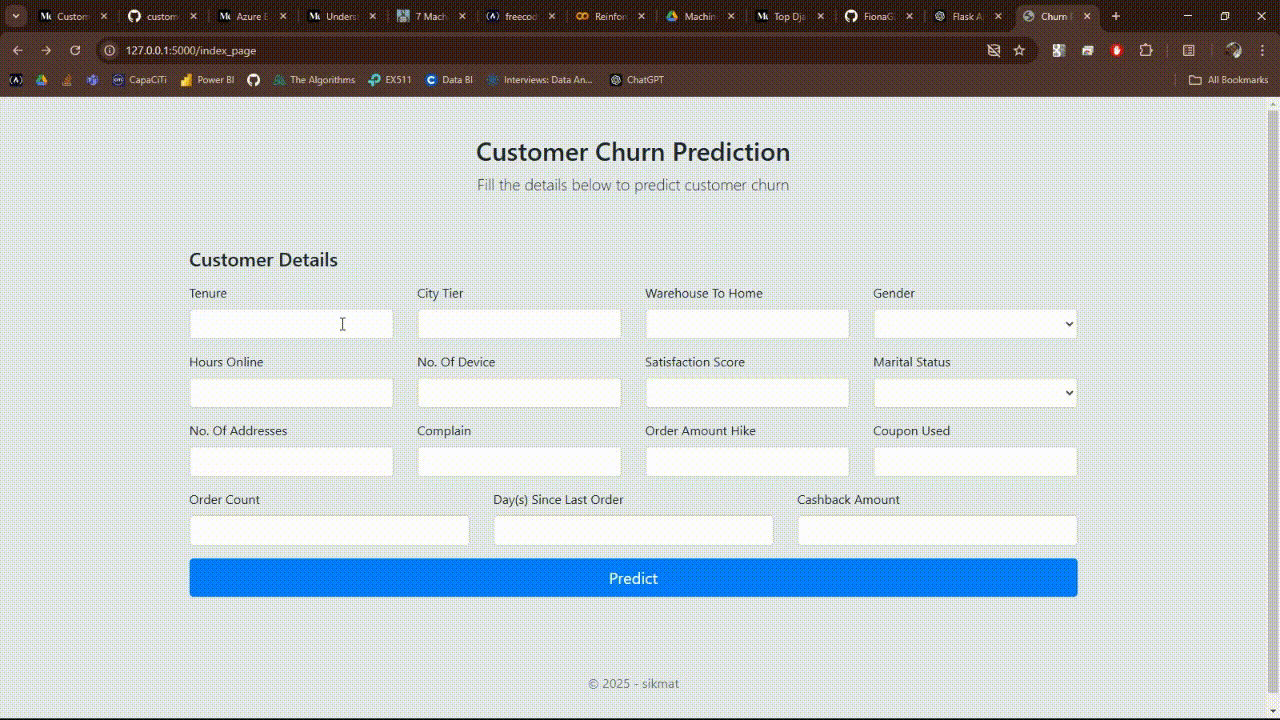 Custom
custom
Azure E
Unders
7 Mach
freecod
Reinfor
Machin
Top Dja
FionaG
Flask A
Churn
127.0.0.1:5000/index_page
CapaCiTi Power BI The Algorithms EX511 Data BI Interviews: Data An... ChatGPT All Bookmarks
Customer Churn Prediction
Fill the details below to predict customer churn
Customer Details
Tenure City Tier Warehouse To Home Gender
Hours Online No. Of Device Satisfaction Score Marital Status
No. Of Addresses Complain Order Amount Hike Coupon Used
Order Count Day(s) Since Last Order Cashback Amount
Predict
© 2025 - sikmat